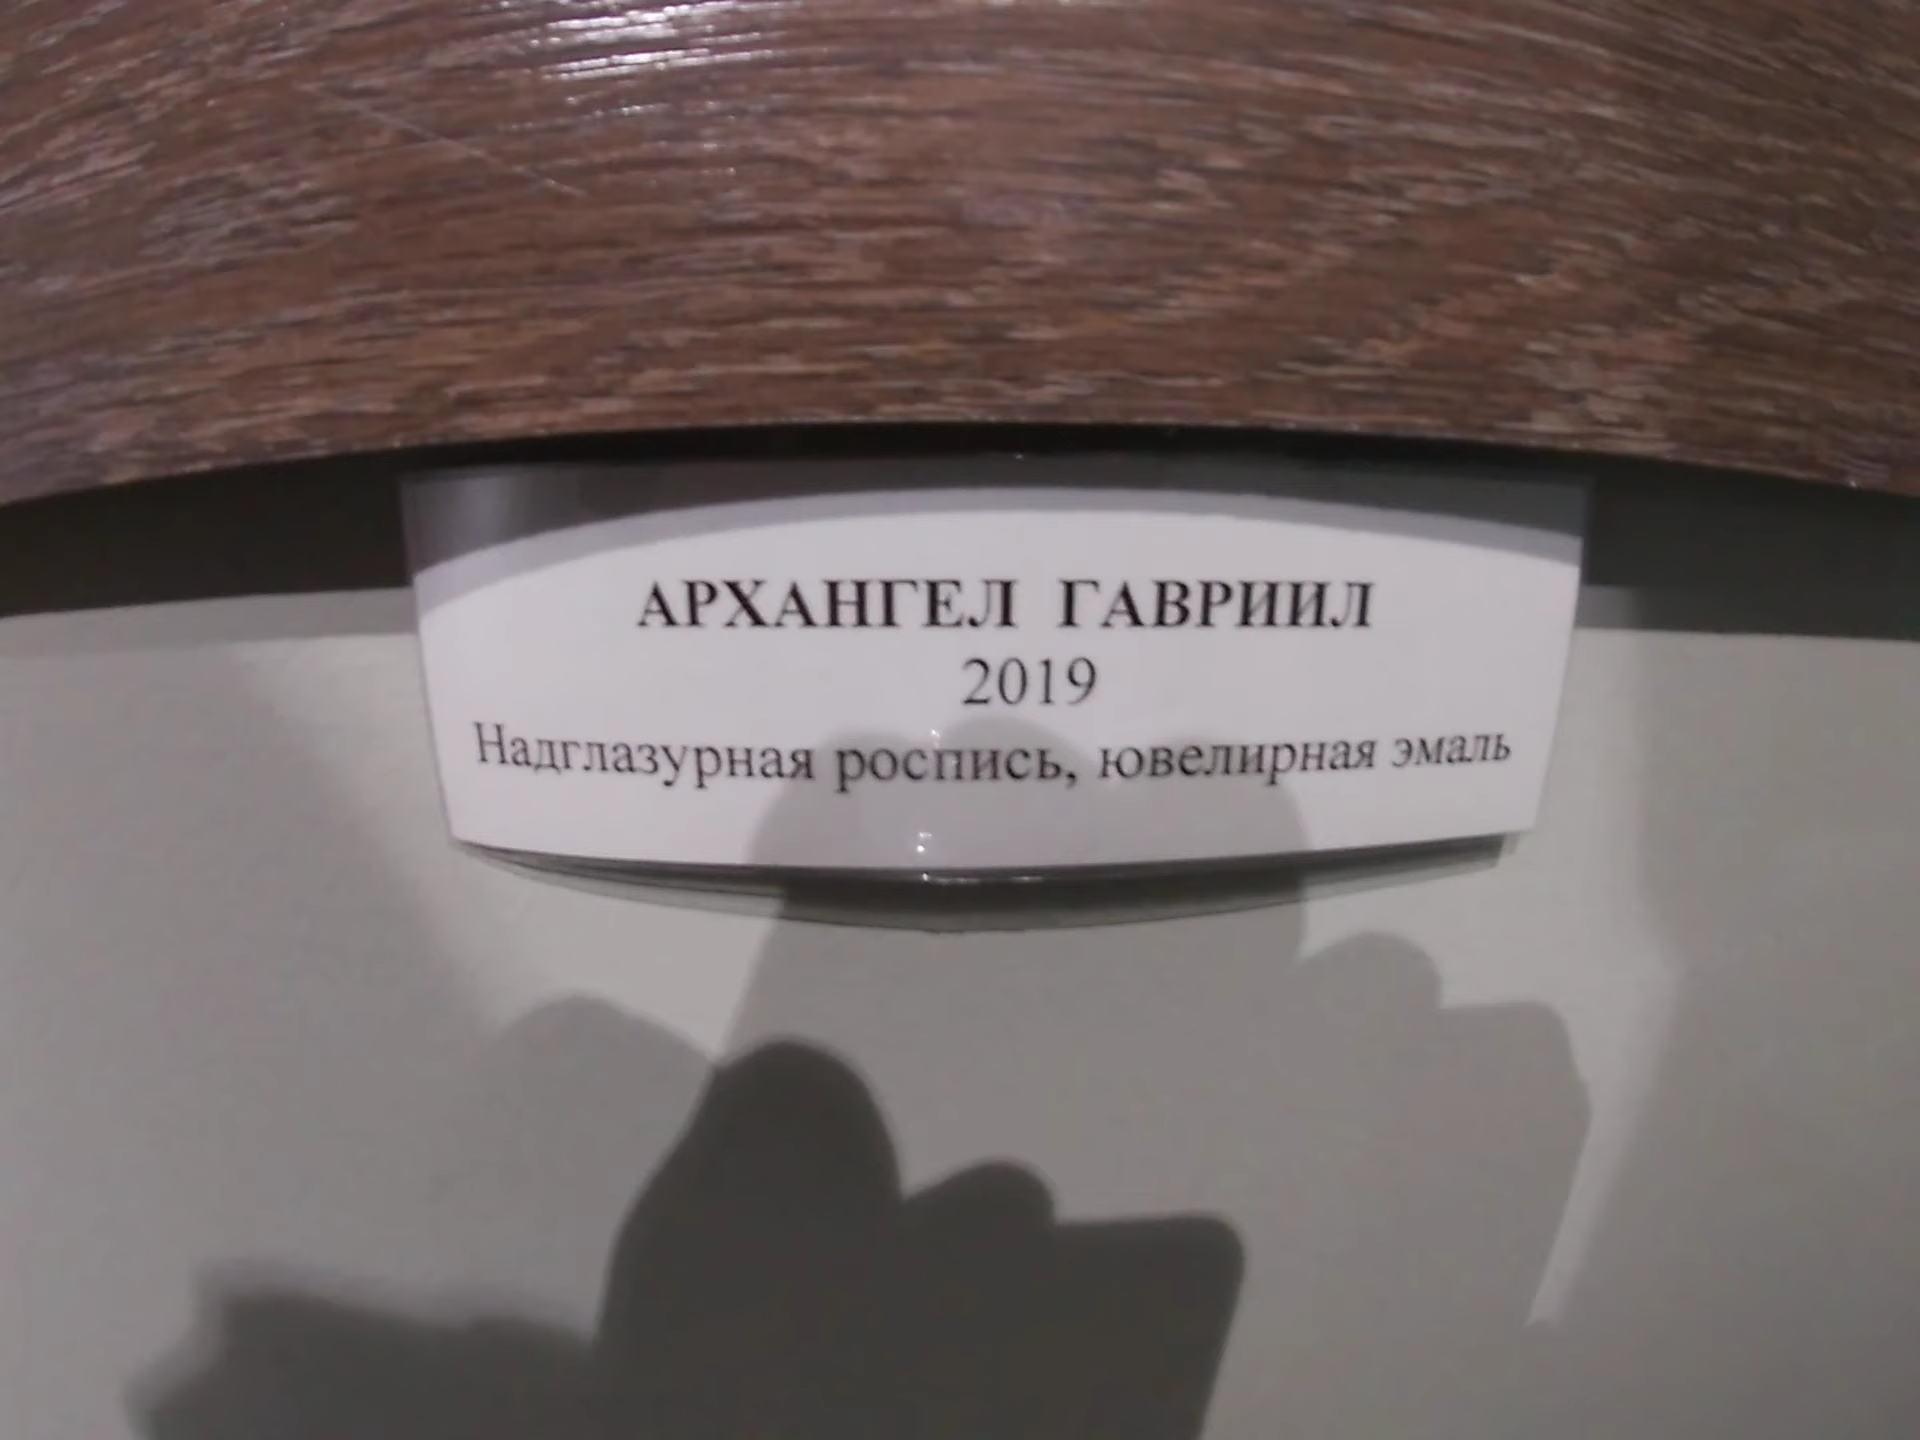 АРХАНГЕЛ ГАВРИИЛ
2019
Надглазурная роспись, ювелирная эмаль